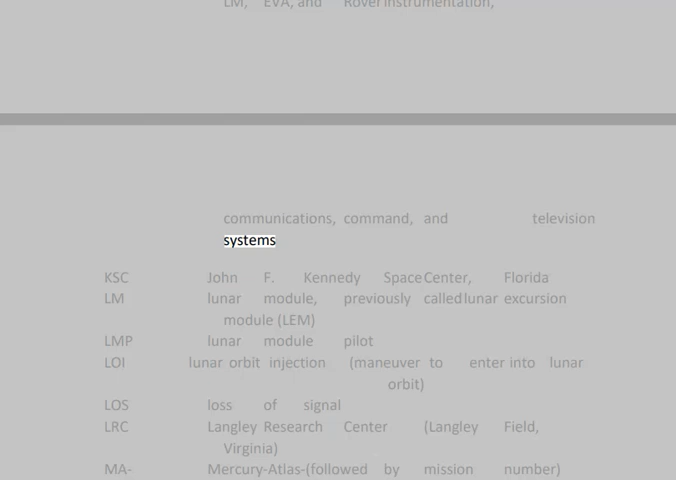 LM, EVA, and Rover instrumentation,
communications, command, and television
systems
KSC John F. Kennedy Space Center, Florida
LM lunar module, previously called lunar excursion
module (LEM)
LMP lunar module pilot
LOI lunar orbit injection (maneuver to enter into lunar
orbit)
LOS loss of signal
LRC Langley Research Center (Langley Field,
Virginia)
MA- Mercury-Atlas-(followed by mission number)